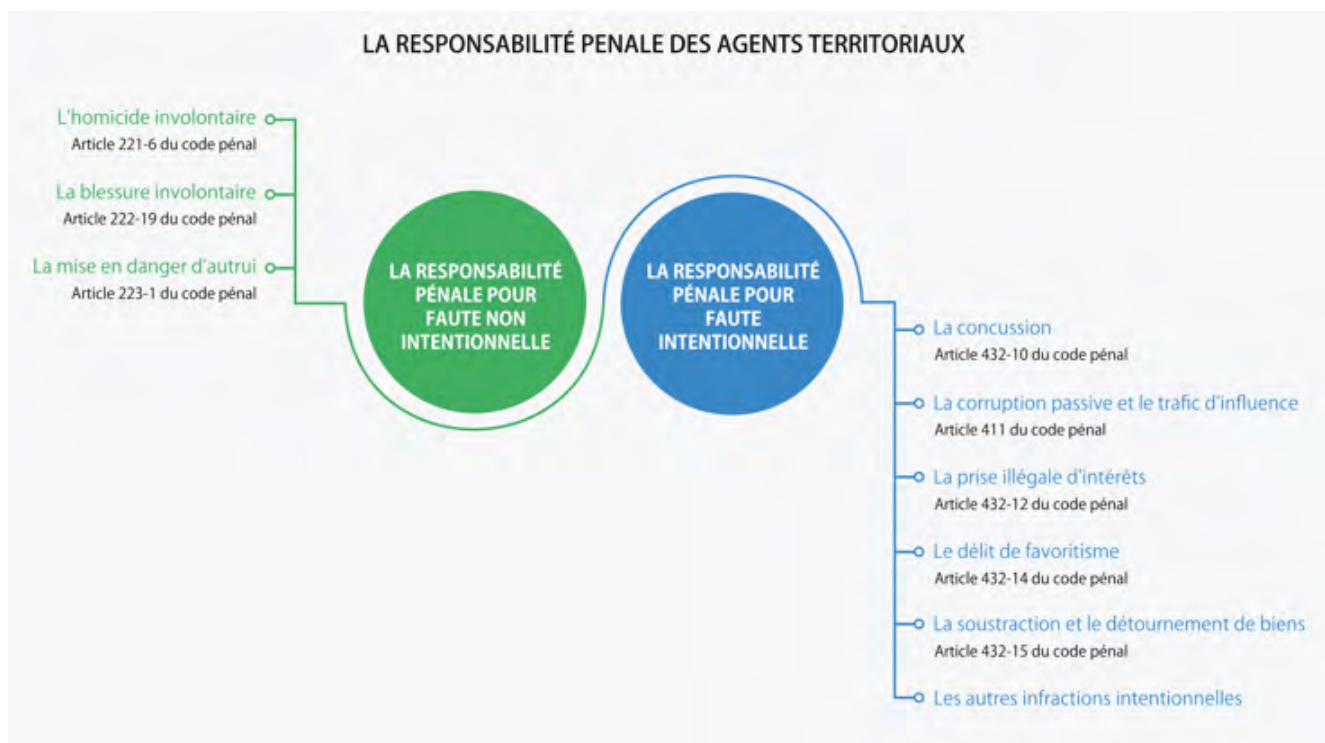 LA RESPONSABILITÉ PENALE DES AGENTS TERRITORIAUX
L'homicide involontaire
Article 221-6 du code pénal
La blessure involontaire
Article 222-19 du code pénal
La mise en danger d'autrui
Article 223-1 du code pénal
LA RESPONSABILITÉ
PÉNALE POUR
FAUTE NON
INTENTIONNELLE
LA RESPONSABILITÉ
PÉNALE POUR
FAUTE
INTENTIONNELLE
La concussion
Article 432-10 du code pénal
La corruption passive et le trafic d'influence
Article 411 du code pénal
La prise illégale d'intérêts
Article 432-12 du code pénal
Le délit de favoritisme
Article 432-14 du code pénal
La soustraction et le détournement de biens
Article 432-15 du code pénal
Les autres infractions intentionnelles